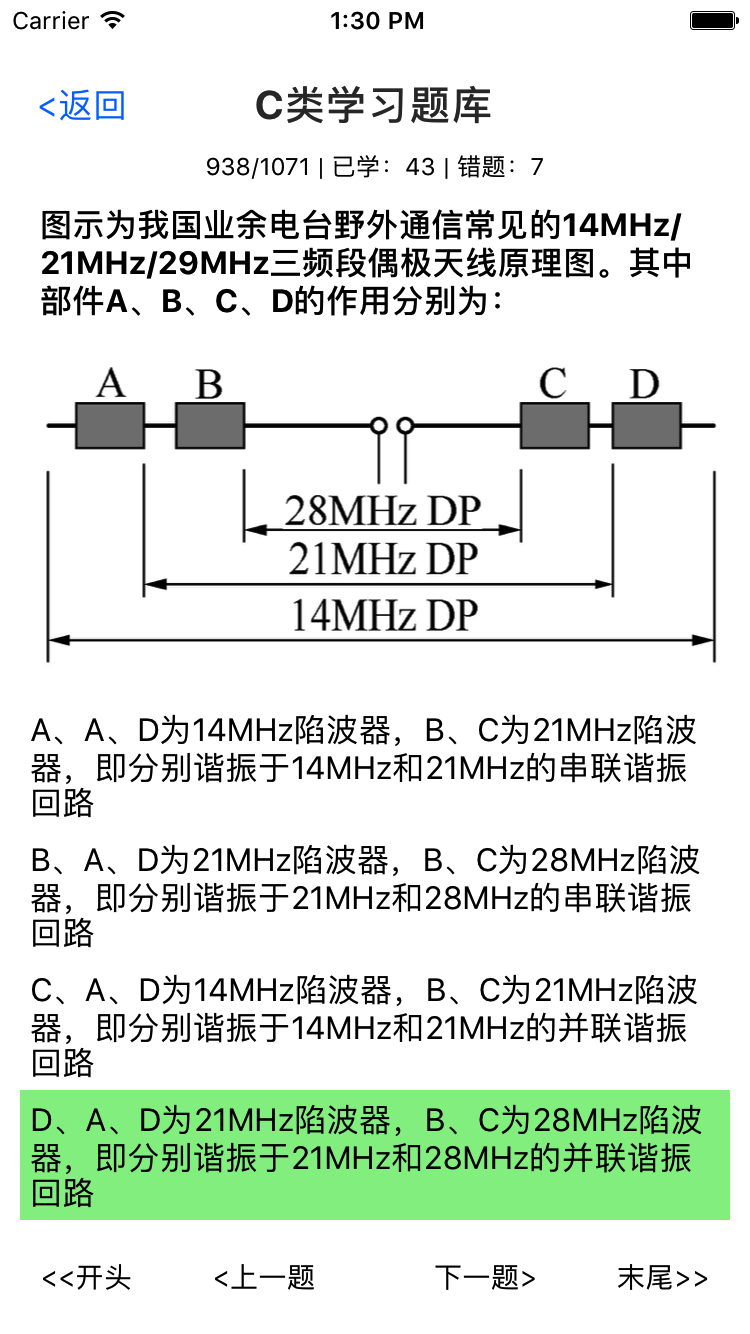 Carrier 1:30 PM
<返回 C类学习题库
938/1071 | 已学：43 | 错题：7
图示为我国业余电台野外通信常见的14MHz/
21MHz/29MHz三频段偶极天线原理图。其中
部件A、B、C、D的作用分别为：
A B C D
28MHz DP
21MHz DP
14MHz DP
A、A、D为14MHz陷波器，B、C为21MHz陷波
器，即分别谐振于14MHz和21MHz的串联谐振
回路
B、A、D为21MHz陷波器，B、C为28MHz陷波
器，即分别谐振于21MHz和28MHz的串联谐振
回路
C、A、D为14MHz陷波器，B、C为21MHz陷波
器，即分别谐振于14MHz和21MHz的并联谐振
回路
D、A、D为21MHz陷波器，B、C为28MHz陷波
器，即分别谐振于21MHz和28MHz的并联谐振
回路
<<开头 <上一题 下一题> 末尾>>